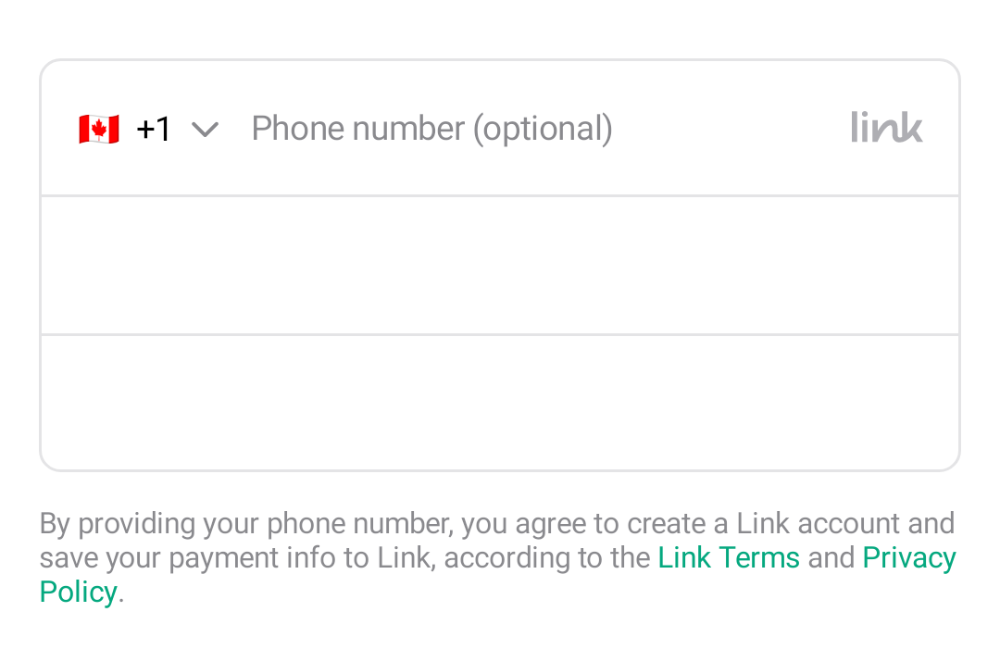 +1 Phone number (optional) link
By providing your phone number, you agree to create a Link account and
save your payment info to Link, according to the Link Terms and Privacy
Policy.